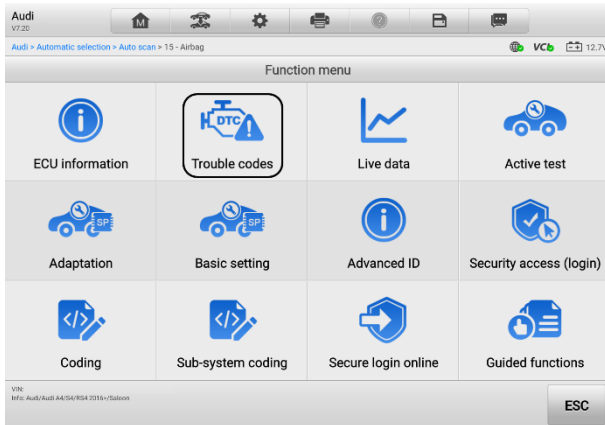 Audi
V7.20
M
?
Audi > Automatic selection > Auto scan > 15 - Airbag
VCI
12.7V
Function menu
ECU information
DTC
Trouble codes
Live data
Active test
SP
Adaptation
SP
Basic setting
Advanced ID
Security access (login)
</>
Coding
</>
Sub-system coding
Secure login online
Guided functions
VIN:
Info: Audi/Audi A4/S4/RS4 2016>/Saloon
ESC